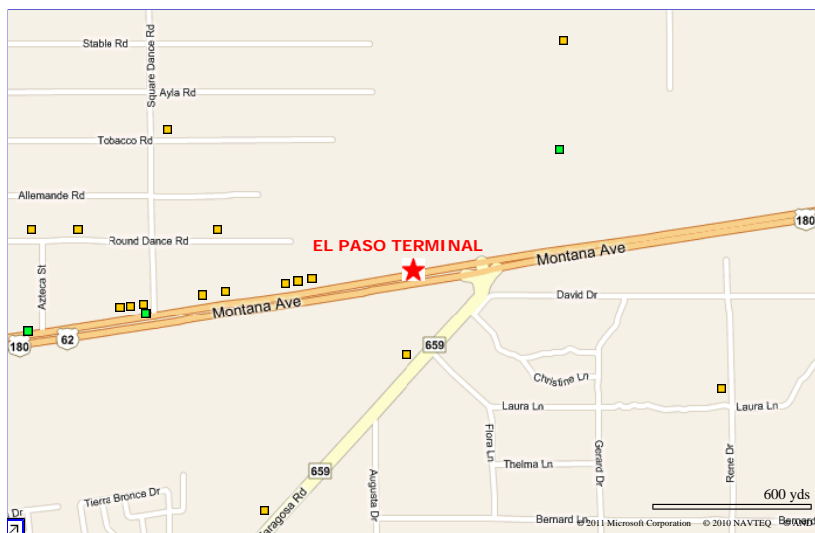 Stable Rd
Square Dance Rd
Ayla Rd
Tobacco Rd
Allemande Rd
Round Dance Rd
EL PASO TERMINAL
180
Montana Ave
Azteca St
Montana Ave
David Dr
62
180
659
Christine Ln
Laura Ln
Laura Ln
Flora Ln
Gerard Dr
Rene Dr
Thelma Ln
659
Augusta Dr
Tierra Bronce Dr
Zaragosa Rd
600 yds
Dr
Bernard Ln
Bernard
© 2011 Microsoft Corporation © 2010 NAVTEQ © AND